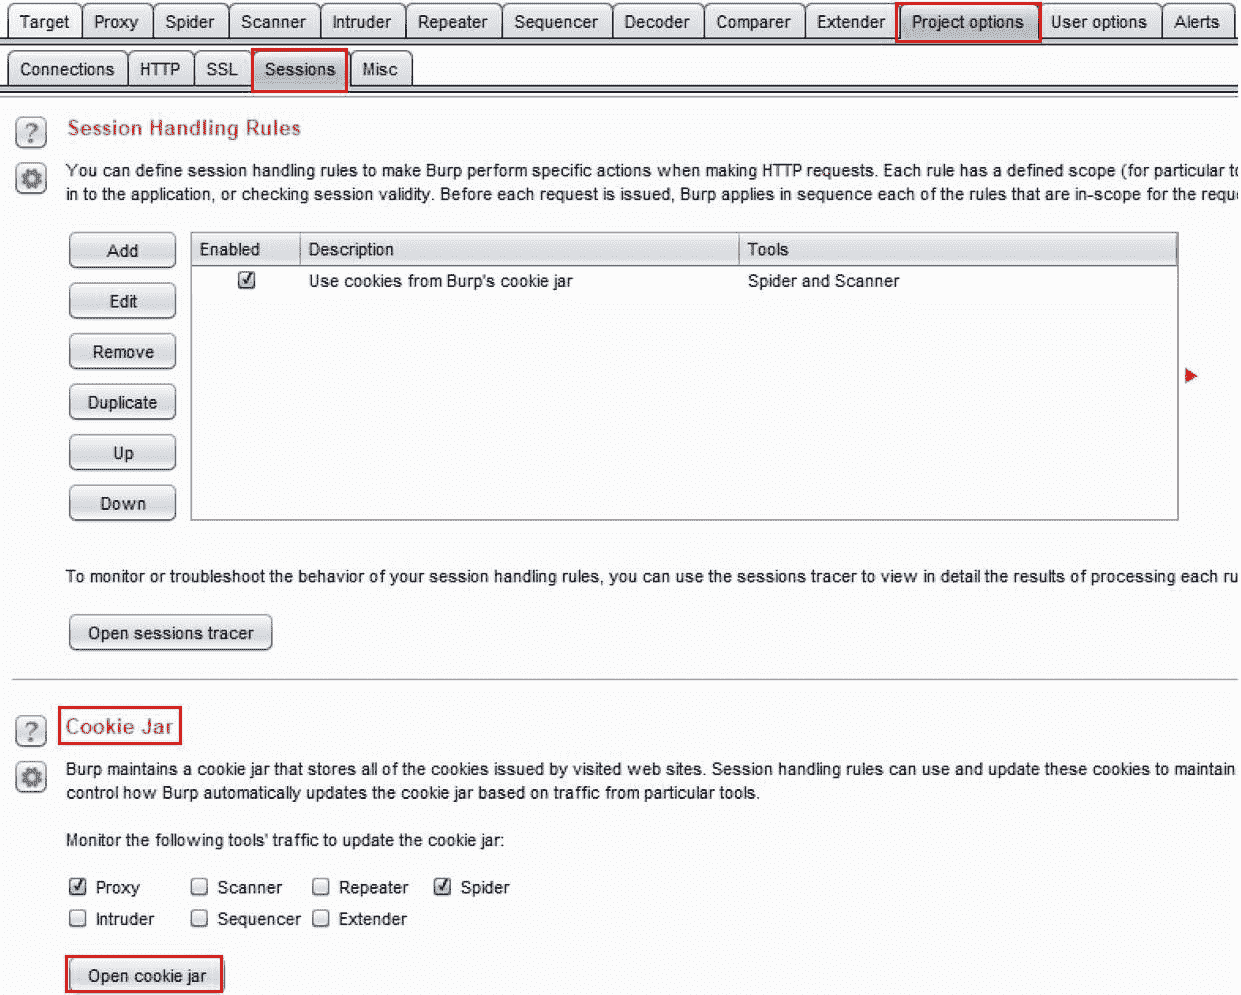 Target Proxy Spider Scanner Intruder Repeater Sequencer Decoder Comparer Extender Project options User options Alerts
Connections HTTP SSL Sessions Misc
? Session Handling Rules
You can define session handling rules to make Burp perform specific actions when making HTTP requests. Each rule has a defined scope (for particular to
in to the application, or checking session validity. Before each request is issued, Burp applies in sequence each of the rules that are in-scope for the requ
Add Enabled Description Tools
Use cookies from Burp's cookie jar Spider and Scanner
Edit
Remove
Duplicate
Up
Down
To monitor or troubleshoot the behavior of your session handling rules, you can use the sessions tracer to view in detail the results of processing each ru
Open sessions tracer
? Cookie Jar
Burp maintains a cookie jar that stores all of the cookies issued by visited web sites. Session handling rules can use and update these cookies to maintain
control how Burp automatically updates the cookie jar based on traffic from particular tools.
Monitor the following tools' traffic to update the cookie jar:
Proxy Scanner Repeater Spider
Intruder Sequencer Extender
Open cookie jar